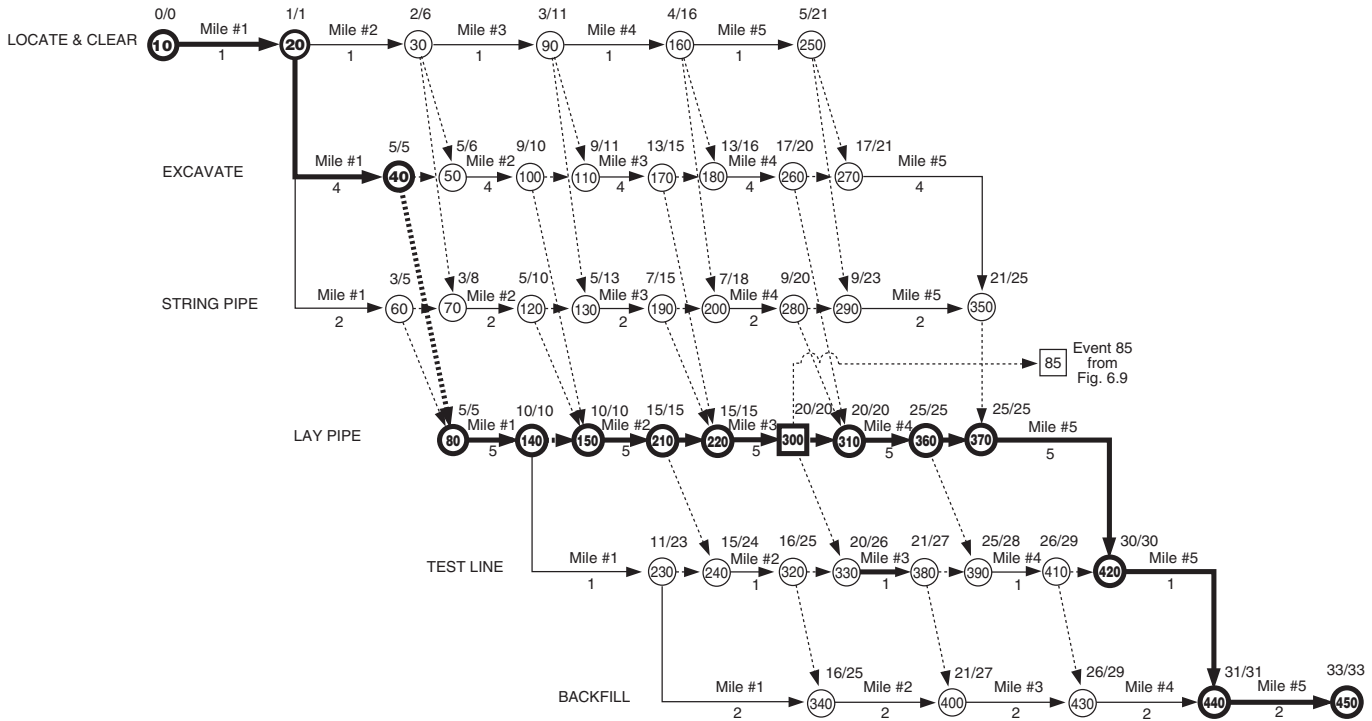 0/0 1/1 2/6 3/11 4/16 5/21
LOCATE & CLEAR 10 Mile #1 20 Mile #2 30 Mile #3 90 Mile #4 160 Mile #5 250
1 1 1 1 1
5/5 5/6 9/10 9/11 13/15 13/16 17/20 17/21
EXCAVATE Mile #1 40 50 Mile #2 100 110 Mile #3 170 180 Mile #4 260 270 Mile #5
4 4 4 4 4
3/5 3/8 5/10 5/13 7/15 7/18 9/20 9/23 21/25
STRING PIPE Mile #1 60 70 Mile #2 120 130 Mile #3 190 200 Mile #4 280 290 Mile #5 350
2 2 2 2 2
85 Event 85
from
Fig. 6.9
5/5 10/10 10/10 15/15 15/15 20/20 20/20 25/25 25/25
LAY PIPE 80 Mile #1 140 150 Mile #2 210 220 Mile #3 300 310 Mile #4 360 370 Mile #5
5 5 5 5 5
11/23 15/24 16/25 20/26 21/27 25/28 26/29 30/30
TEST LINE Mile #1 230 240 Mile #2 320 330 Mile #3 380 390 Mile #4 410 420 Mile #5
1 1 1 1 1
16/25 21/27 26/29 31/31 33/33
BACKFILL Mile #1 340 Mile #2 400 Mile #3 430 Mile #4 440 Mile #5 450
2 2 2 2 2